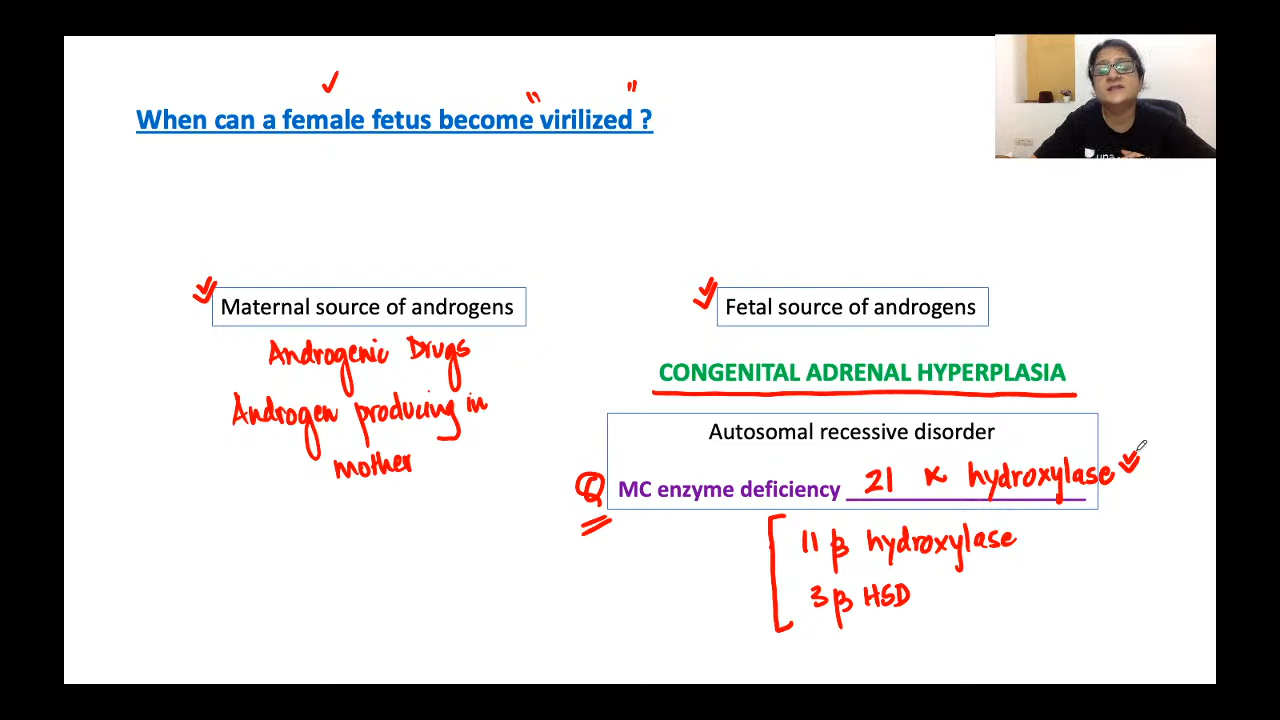 When can a female fetus become "virilized" ?
Maternal source of androgens
Androgenic Drugs
Androgen producing in
mother
Fetal source of androgens
CONGENITAL ADRENAL HYPERPLASIA
Autosomal recessive disorder
Q MC enzyme deficiency 21 α hydroxylase
11 β hydroxylase
3 β HSD